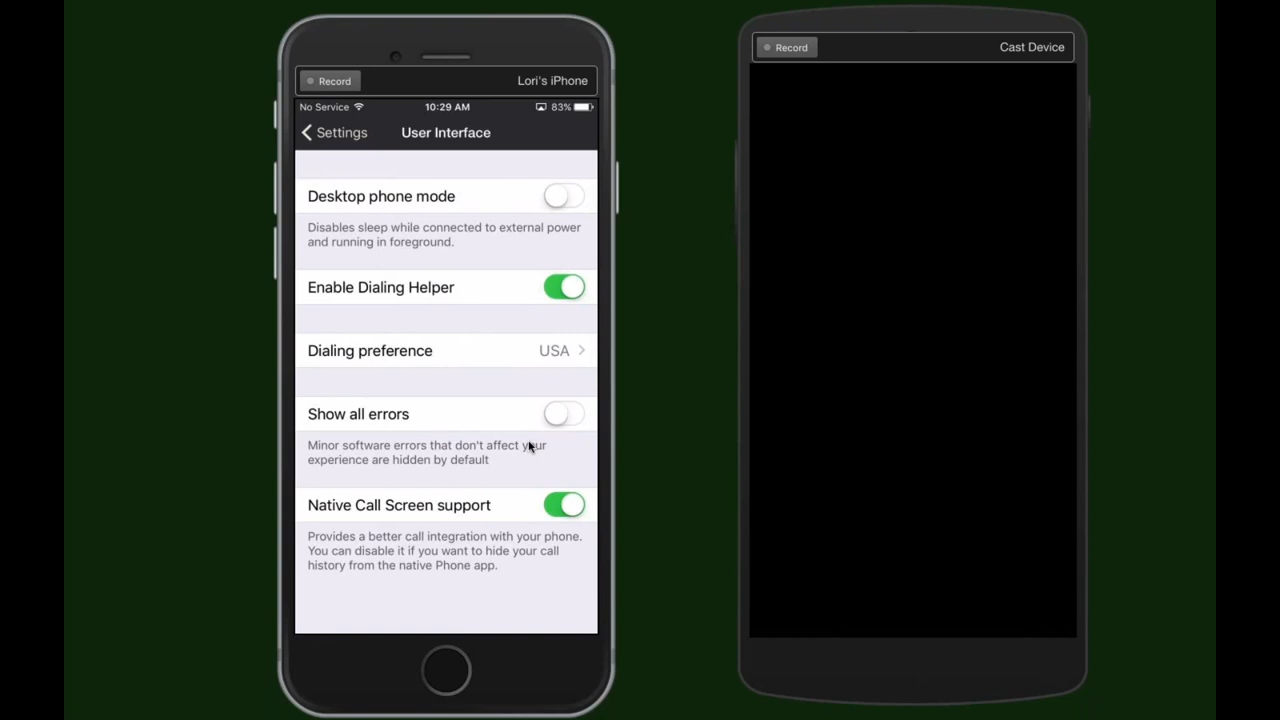 Record
Lori's iPhone
No Service
10:29 AM
83%
Settings
User Interface
Desktop phone mode
Disables sleep while connected to external power
and running in foreground.
Enable Dialing Helper
Dialing preference
USA
Show all errors
Minor software errors that don't affect your
experience are hidden by default
Native Call Screen support
Provides a better call integration with your phone.
You can disable it if you want to hide your call
history from the native Phone app.
Record
Cast Device